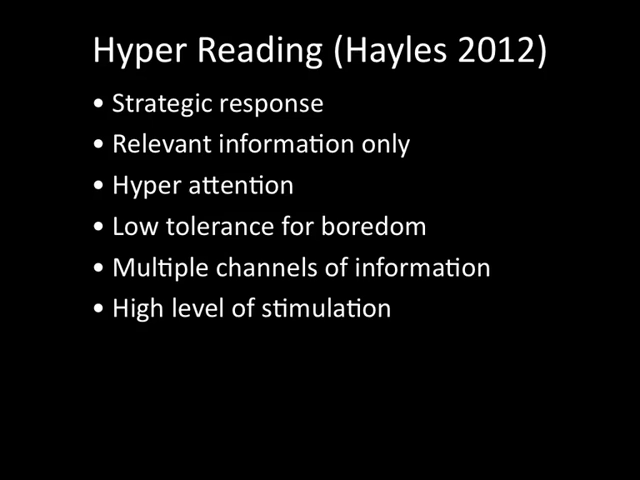 Hyper Reading (Hayles 2012)
• Strategic response
• Relevant information only
• Hyper attention
• Low tolerance for boredom
• Multiple channels of information
• High level of stimulation